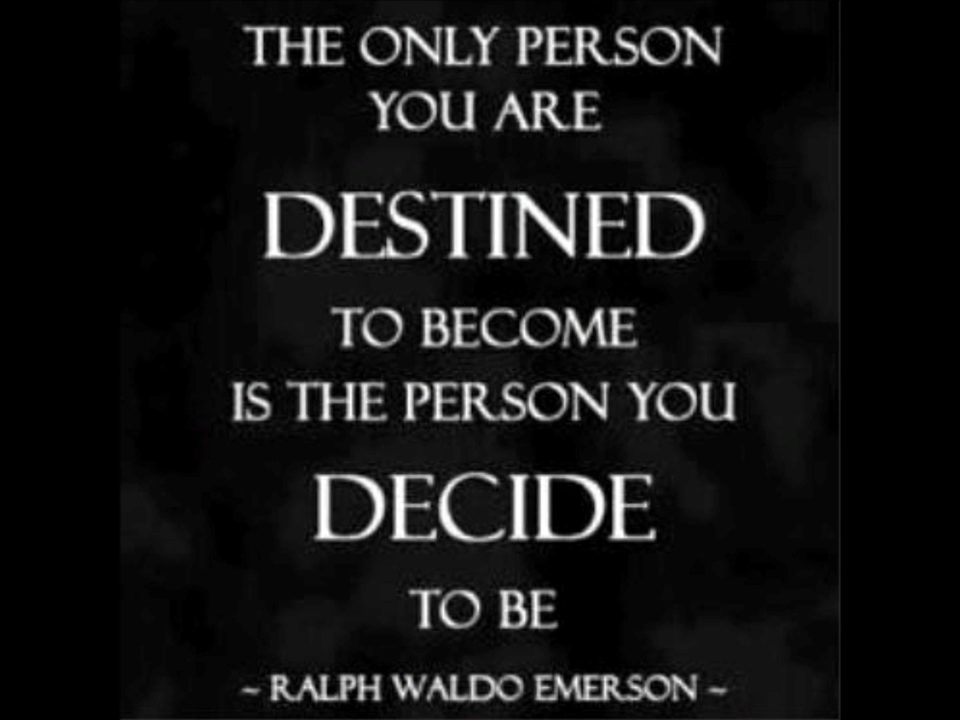 THE ONLY PERSON
YOU ARE
DESTINED
TO BECOME
IS THE PERSON YOU
DECIDE
TO BE
~ RALPH WALDO EMERSON ~